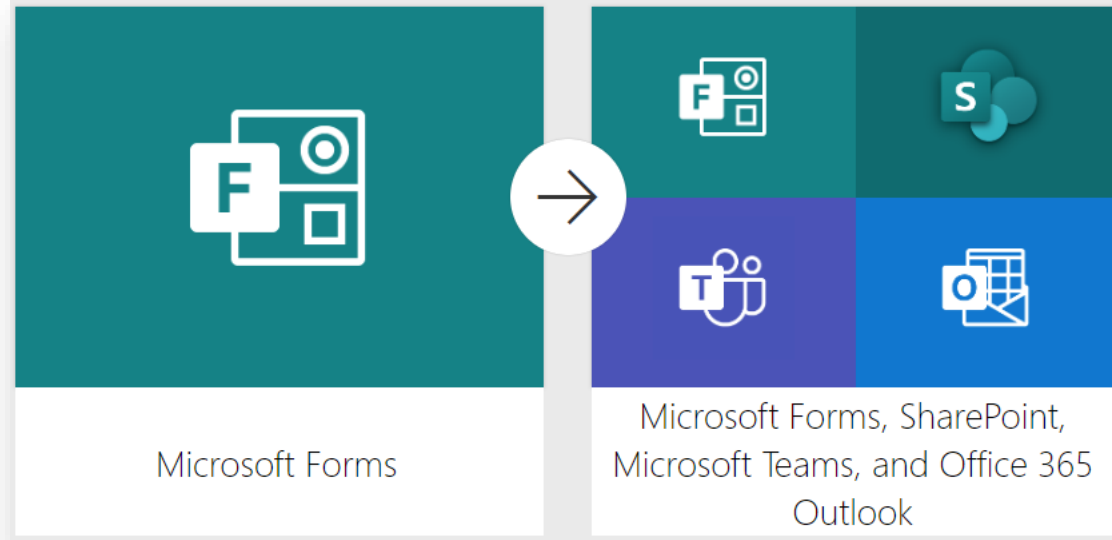 F
F
S
T
O
Microsoft Forms
Microsoft Forms, SharePoint,
Microsoft Teams, and Office 365
Outlook